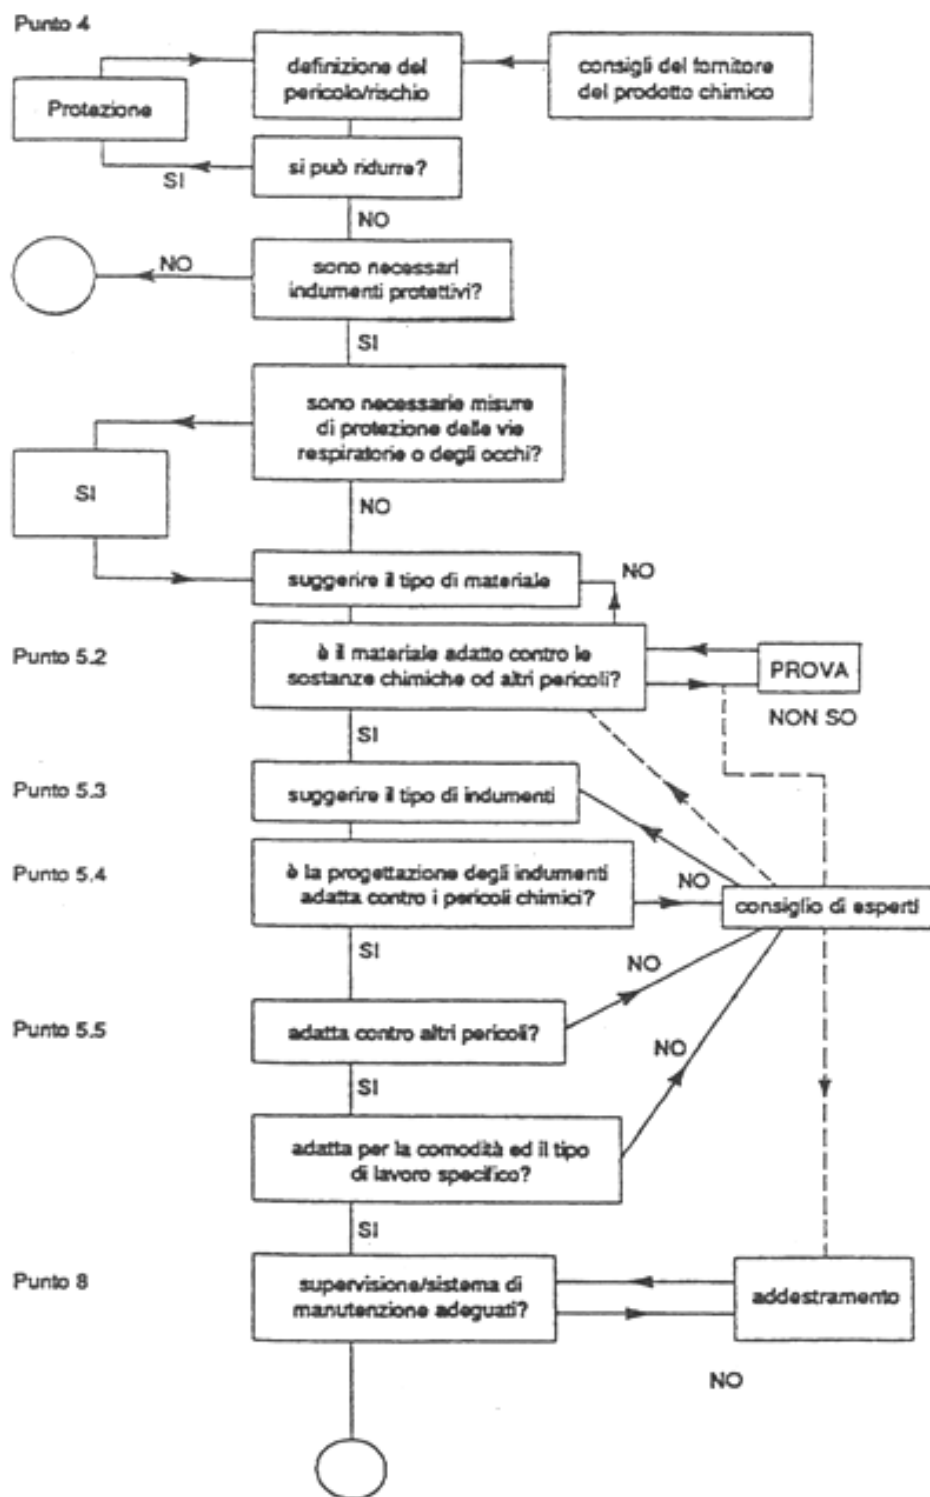 Punto 4
definizione del
pericolo/rischio
consigli del fornitore
del prodotto chimico
Protezione
si può ridurre?
SI
NO
sono necessari
indumenti protettivi?
NO
SI
sono necessarie misure
di protezione delle vie
respiratorie o degli occhi?
SI
NO
suggerire il tipo di materiale
NO
Punto 5.2
è il materiale adatto contro le
sostanze chimiche od altri pericoli?
PROVA
NON SO
SI
Punto 5.3
suggerire il tipo di indumenti
Punto 5.4
è la progettazione degli indumenti
adatta contro i pericoli chimici?
NO
consiglio di esperti
SI
NO
Punto 5.5
adatta contro altri pericoli?
NO
SI
adatta per la comodità ed il tipo
di lavoro specifico?
SI
Punto 8
supervisione/sistema di
manutenzione adeguati?
addestramento
NO